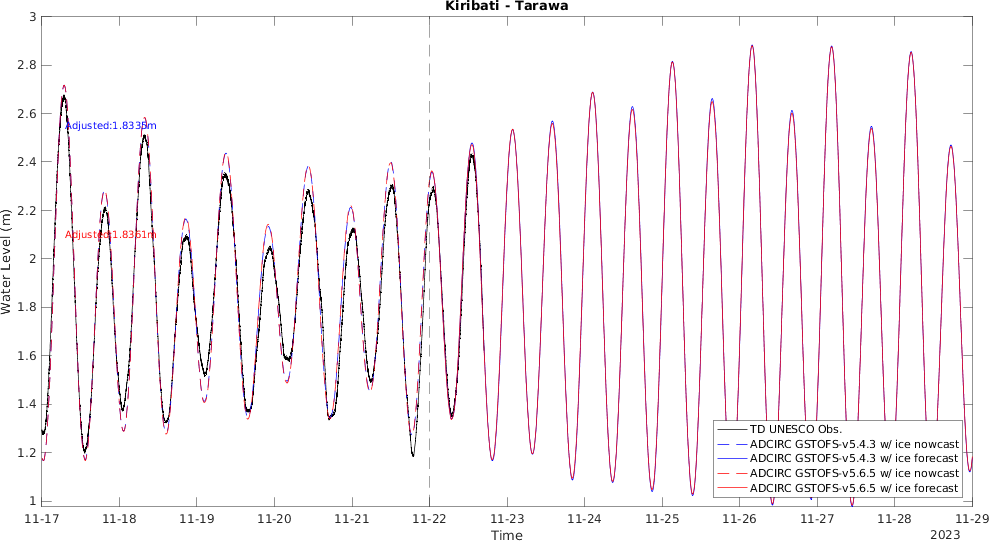 Kiribati - Tarawa
3
2.8
2.6
2.4
2.2
2
1.8
1.6
1.4
1.2
1
Water Level (m)
Adjusted:1.8335m
Adjusted:1.8361m
TD UNESCO Obs.
ADCIRC GSTOFS-v5.4.3 w/ ice nowcast
ADCIRC GSTOFS-v5.4.3 w/ ice forecast
ADCIRC GSTOFS-v5.6.5 w/ ice nowcast
ADCIRC GSTOFS-v5.6.5 w/ ice forecast
11-17 11-18 11-19 11-20 11-21 11-22 11-23 11-24 11-25 11-26 11-27 11-28 11-29
Time
2023